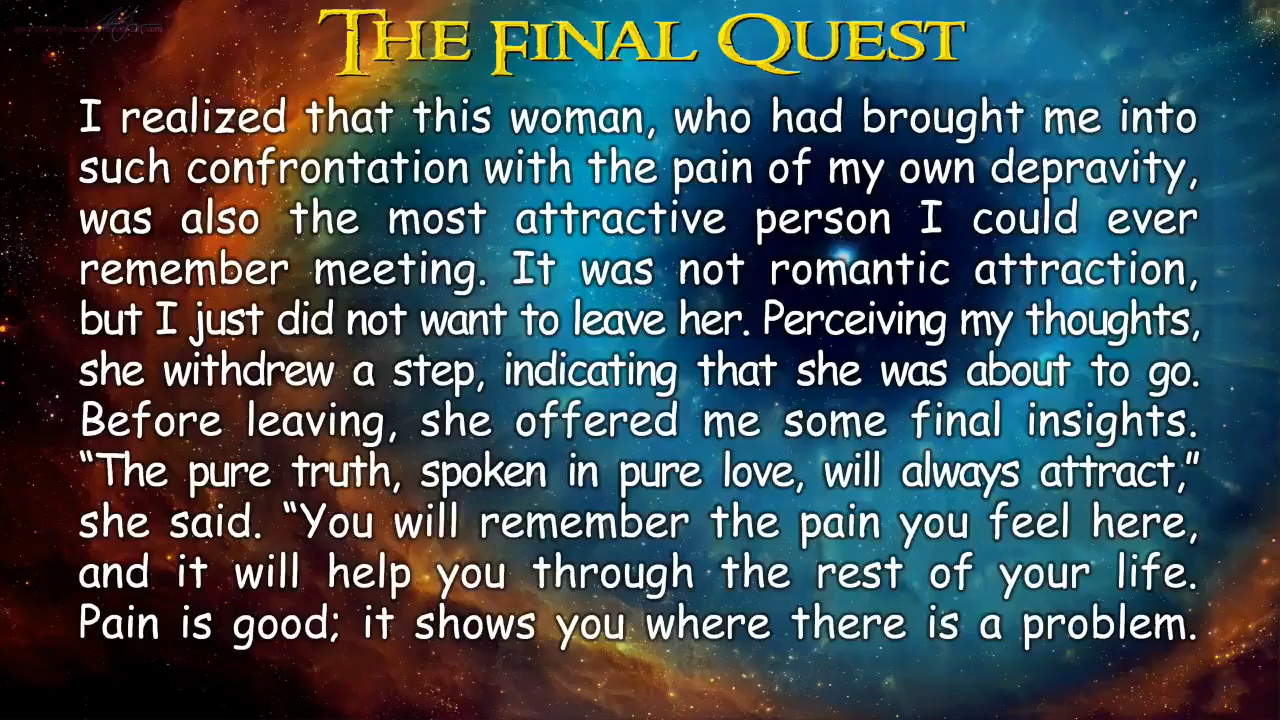 THE FINAL QUEST
I realized that this woman, who had brought me into
such confrontation with the pain of my own depravity,
was also the most attractive person I could ever
remember meeting. It was not romantic attraction,
but I just did not want to leave her. Perceiving my thoughts,
she withdrew a step, indicating that she was about to go.
Before leaving, she offered me some final insights.
“The pure truth, spoken in pure love, will always attract,”
she said. “You will remember the pain you feel here,
and it will help you through the rest of your life.
Pain is good; it shows you where there is a problem.